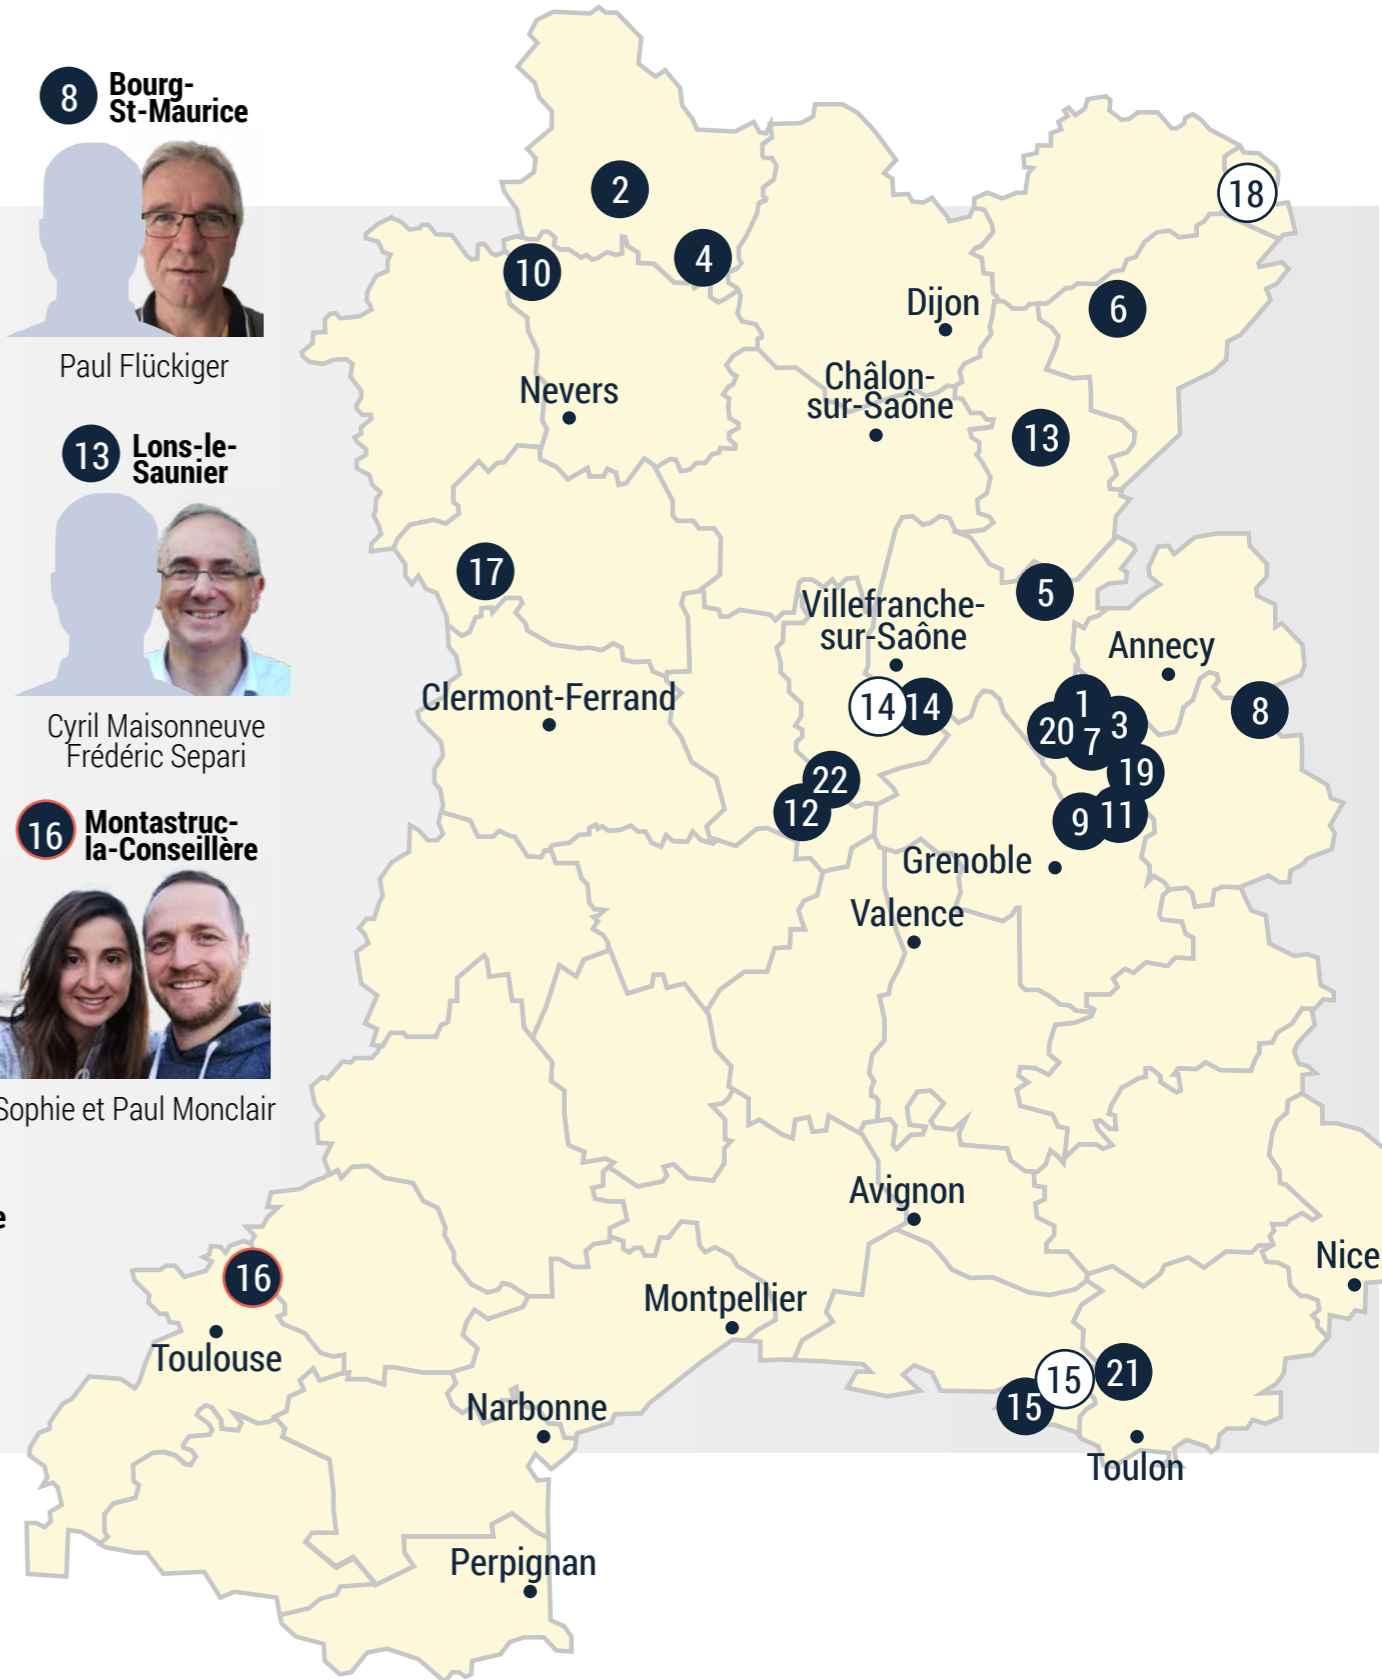 8
Bourg-
St-Maurice
Paul Flückiger
13
Lons-le-
Saunier
Cyril Maisonneuve
Frédéric Separi
16
Montastruc-
la-Conseillère
Sophie et Paul Monclair
e
2
18
4
10
6
Dijon
Châlon-
sur-Saône
Nevers
13
17
5
Villefranche-
sur-Saône
Annecy
Clermont-Ferrand
14
14
1
3
20
7
8
19
22
12
9
11
Grenoble
Valence
Avignon
Nice
16
Montpellier
Toulouse
15
21
15
Narbonne
Toulon
Perpignan